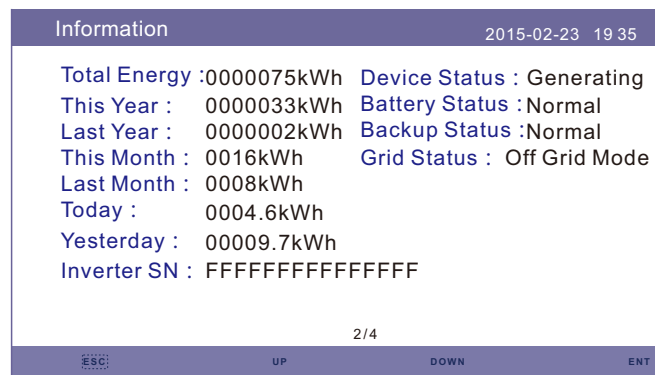 Information 2015-02-23 19 35
Total Energy : 0000075kWh Device Status : Generating
This Year : 0000033kWh Battery Status : Normal
Last Year : 0000002kWh Backup Status : Normal
This Month : 0016kWh Grid Status : Off Grid Mode
Last Month : 0008kWh
Today : 0004.6kWh
Yesterday : 00009.7kWh
Inverter SN : FFFFFFFFFFFFFFF
2/4
ESC UP DOWN ENT